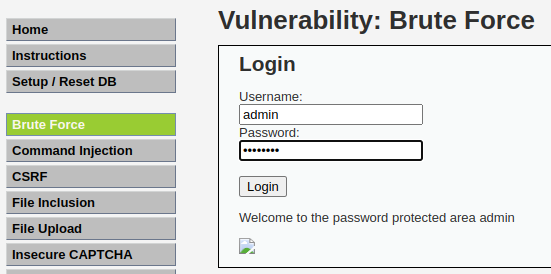 Home
Instructions
Setup / Reset DB
Brute Force
Command Injection
CSRF
File Inclusion
File Upload
Insecure CAPTCHA
Vulnerability: Brute Force
Login
Username:
admin
Password:
••••••••
Login
Welcome to the password protected area admin